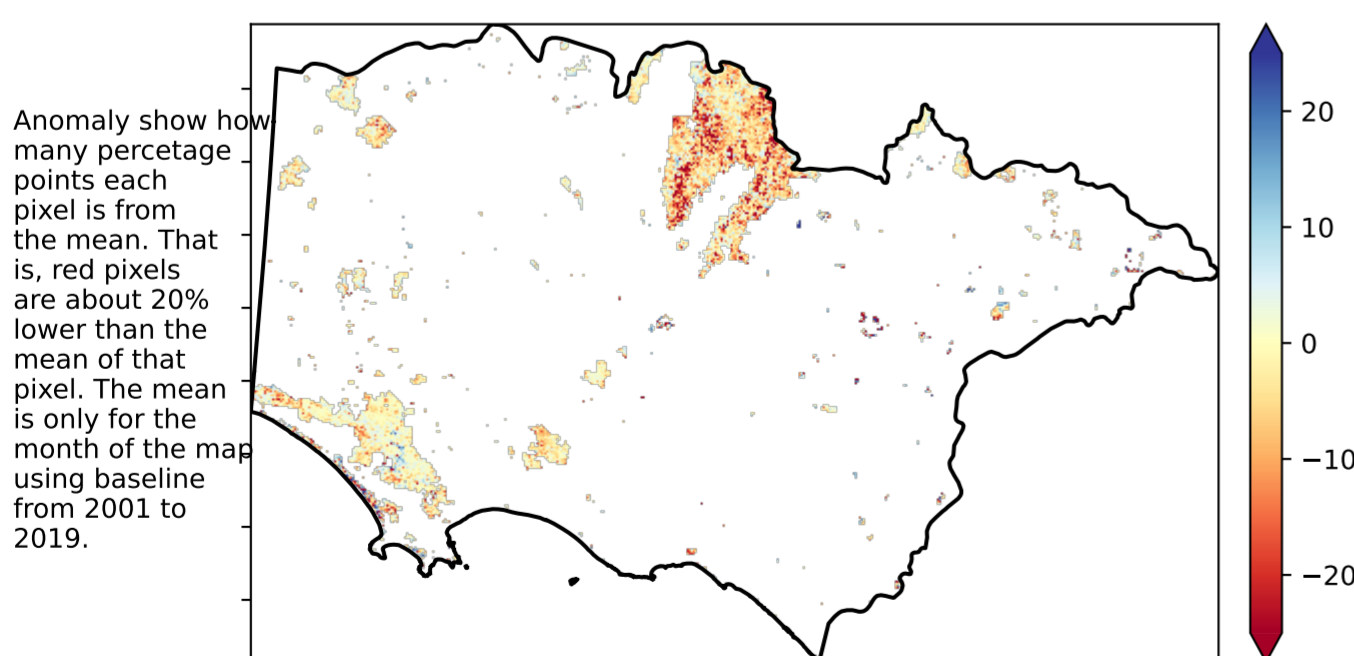 Anomaly show how
many percetage
points each
pixel is from
the mean. That
is, red pixels
are about 20%
lower than the
mean of that
pixel. The mean
is only for the
month of the map
using baseline
from 2001 to
2019.
20
10
0
−10
−20